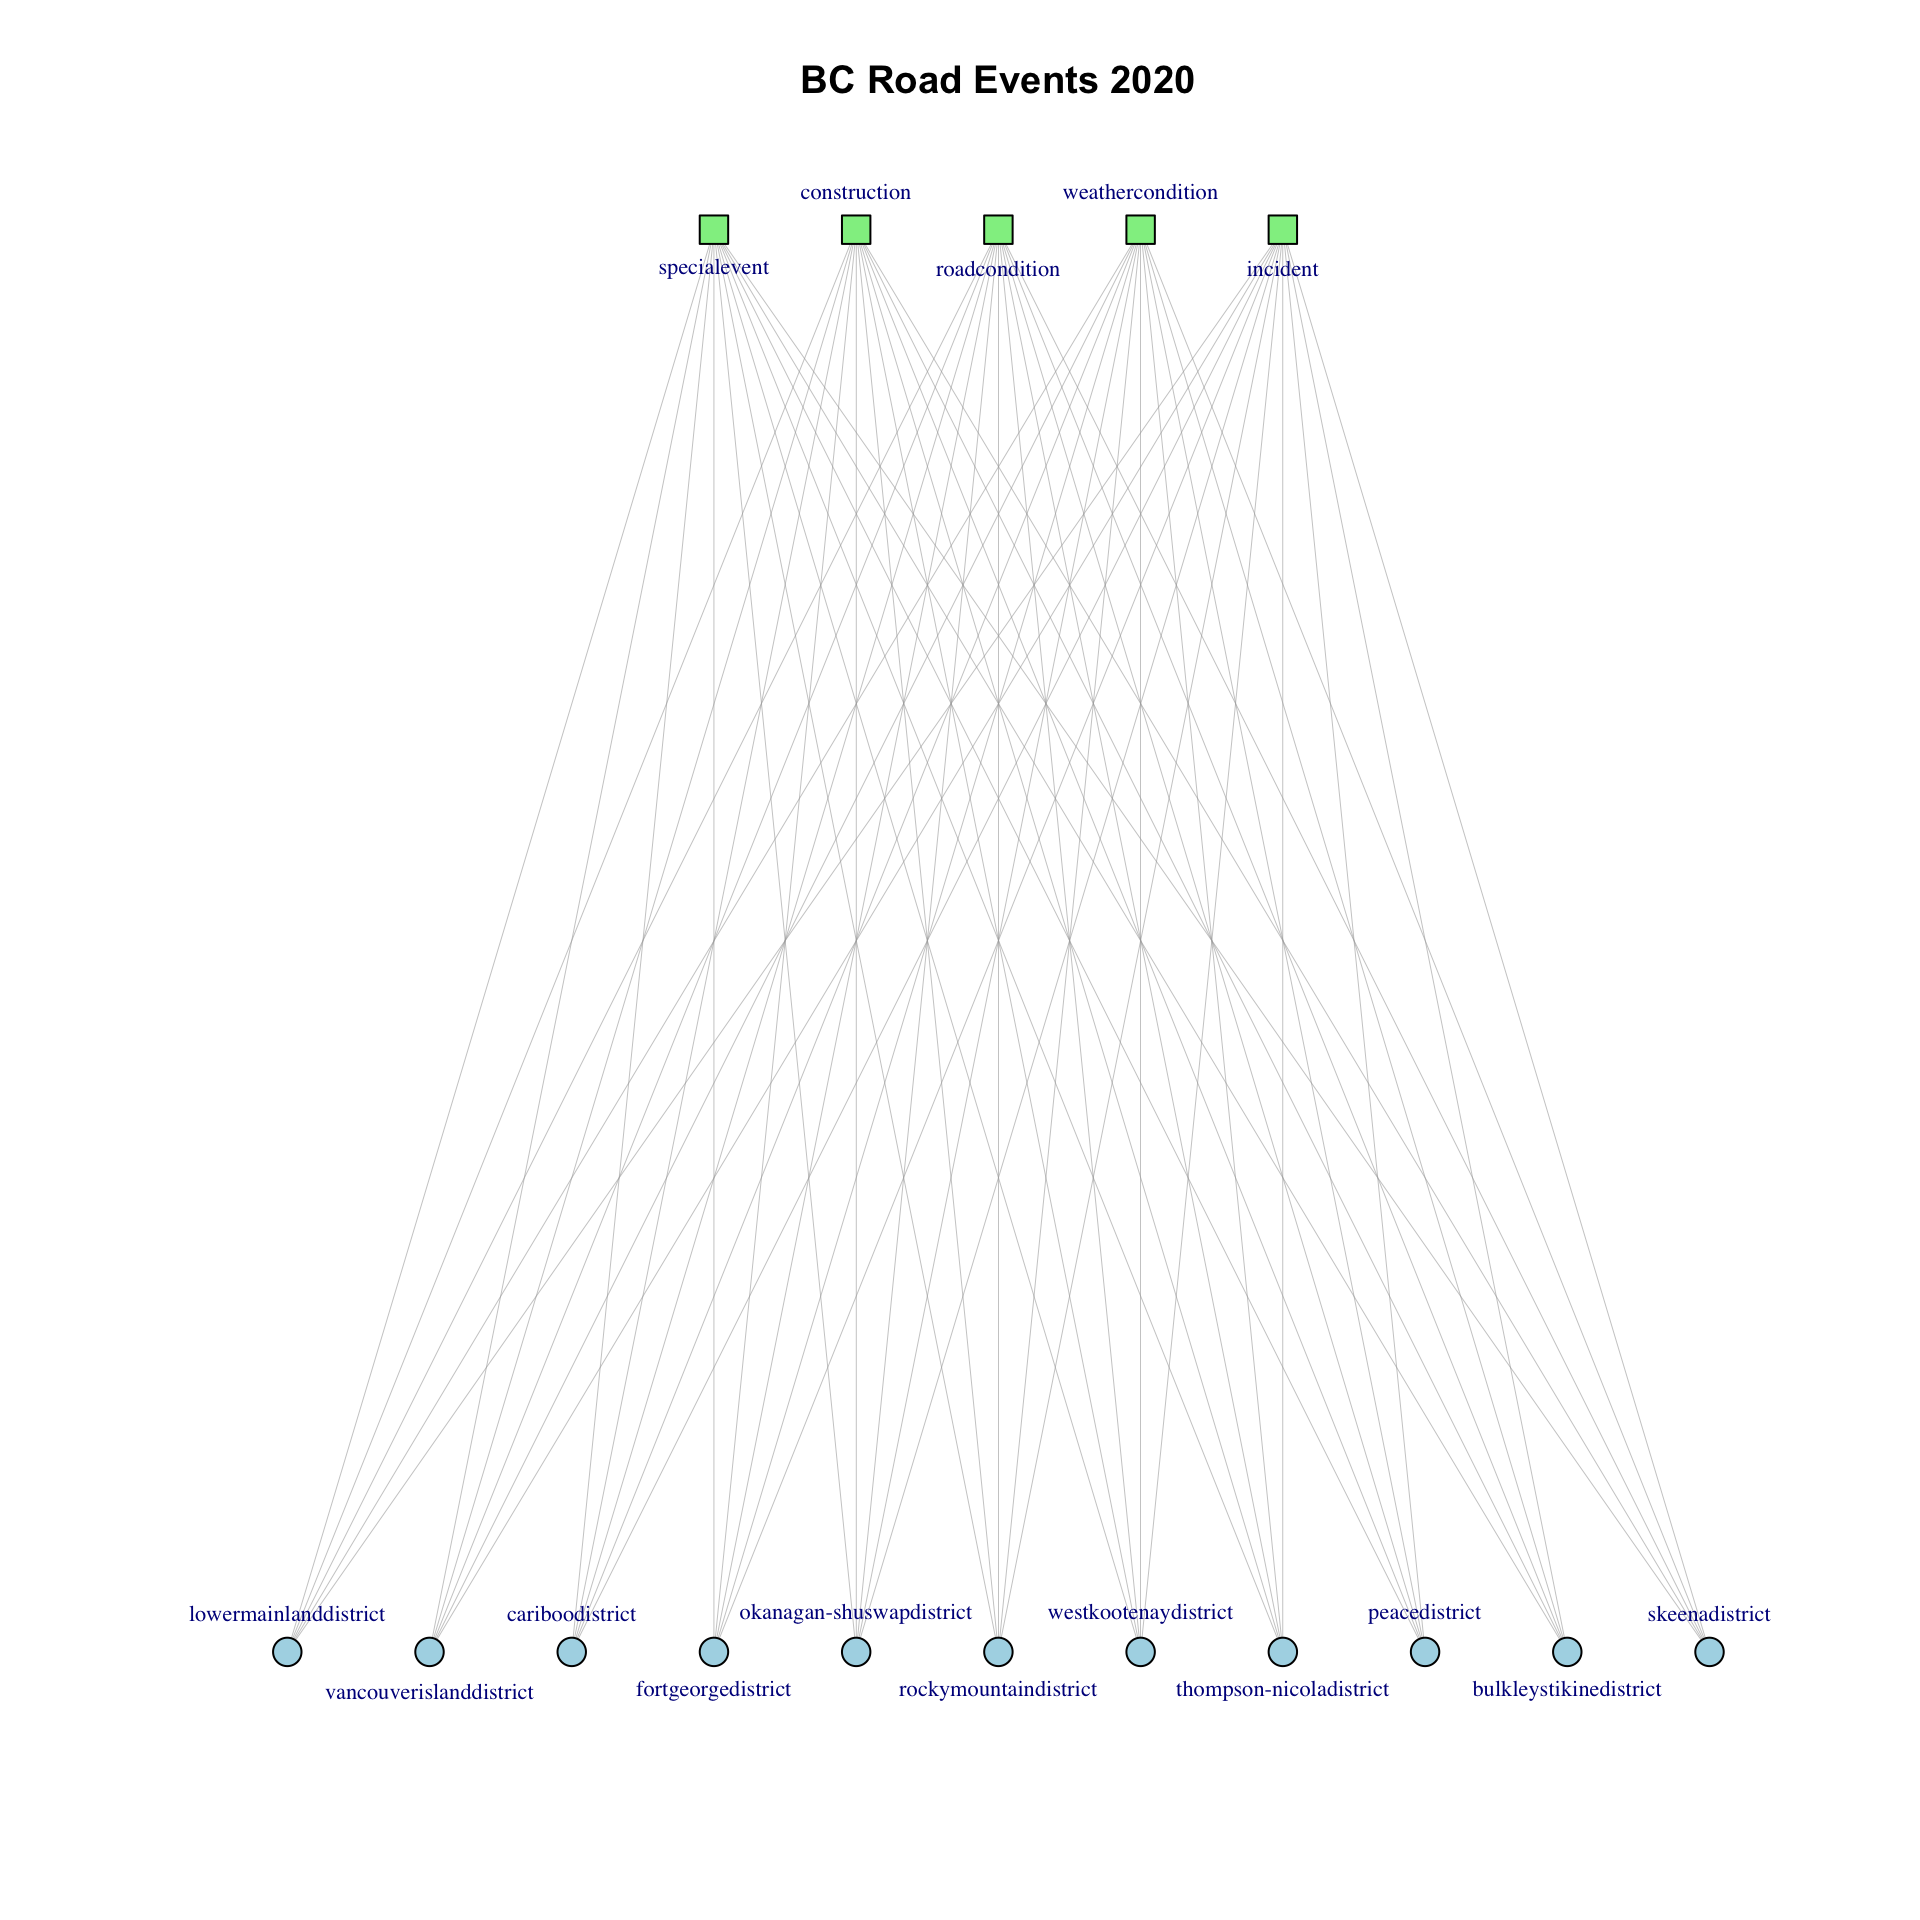 BC Road Events 2020
construction
weathercondition
specialevent
roadcondition
incident
lowermainlanddistrict
cariboodistrict
okanagan-shuswapdistrict
westkootenaydistrict
peacedistrict
skeenadistrict
vancouverislanddistrict
fortgeorgedistrict
rockymountaindistrict
thompson-nicoladistrict
bulkleystikinedistrict